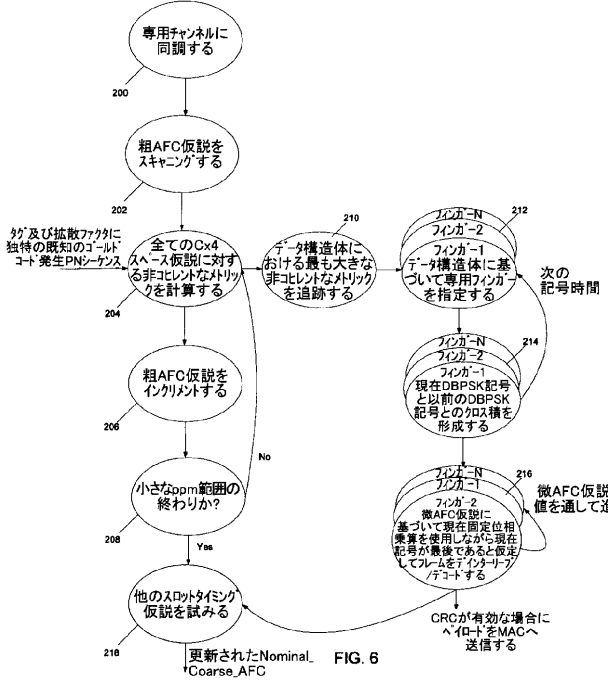 専用チャンネルに
同調する
200
粗AFC仮説を
スキャニングする
202
タグ及び拡散ファクタに
独特の既知のゴールド
コード発生PNシーケンス
全てのCx4
スペース仮説に対す
る非コヒレントなメトリッ
クを計算する
204
210
データ構造体に
おける最も大きな
非コヒレントなメトリック
を追跡する
212
フィンガーN
フィンガー2
フィンガー1
データ構造体に基
づいて専用フィンガー
を指定する
次の
記号時間
粗AFC仮説を
インクリメントする
206
214
フィンガーN
フィンガー2
フィンガー1
現在DBPSK記号
と以前のDBPSK
記号とのクロス積を
形成する
No
小さなppm範囲の
終わりか?
208
Yes
216
フィンガーN
フィンガー1
フィンガー2
微AFC仮説に
基づいて現在固定位相
乗算を使用しながら現在
記号が最後であると仮定
してフレームをデインターリーブ
/デコードする
微AFC仮説
値を通して進
他のスロットタイミング
仮説を試みる
218
CRCが有効な場合に
ペイロードをMACへ
送信する
更新されたNominal_
Coarse_AFC
FIG. 6